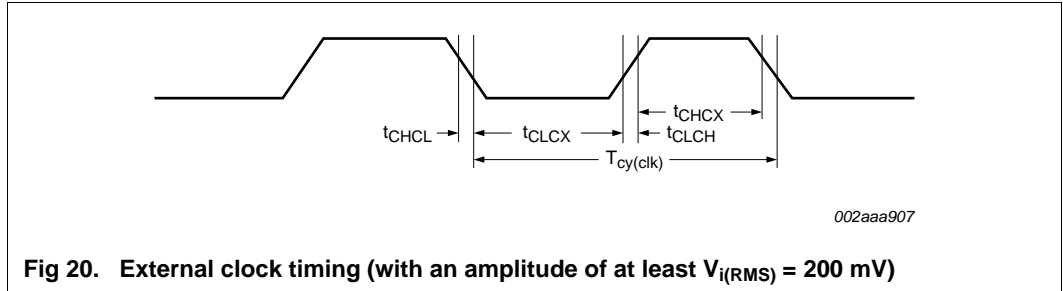 tCHCX
tCHCL tCLCX tCLCH
Tcy(clk)
002aaa907
Fig 20. External clock timing (with an amplitude of at least Vi(RMS) = 200 mV)